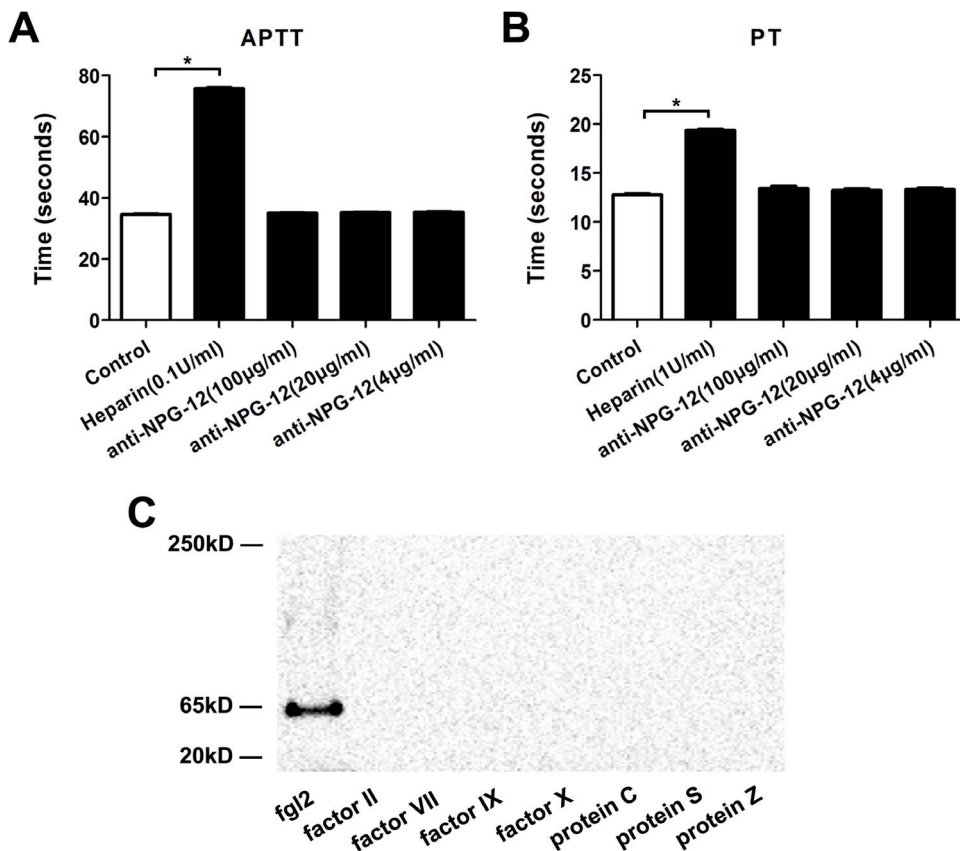 A
APTT
*
Time (seconds)
80
60
40
20
0
Control
Heparin(0.1U/ml)
anti-NPG-12(100μg/ml)
anti-NPG-12(20μg/ml)
anti-NPG-12(4μg/ml)
B
PT
*
Time (seconds)
25
20
15
10
5
0
Control
Heparin(1U/ml)
anti-NPG-12(100μg/ml)
anti-NPG-12(20μg/ml)
anti-NPG-12(4μg/ml)
C
250kD
65kD
20kD
fgl2
factor II
factor VII
factor IX
factor X
protein C
protein S
protein Z